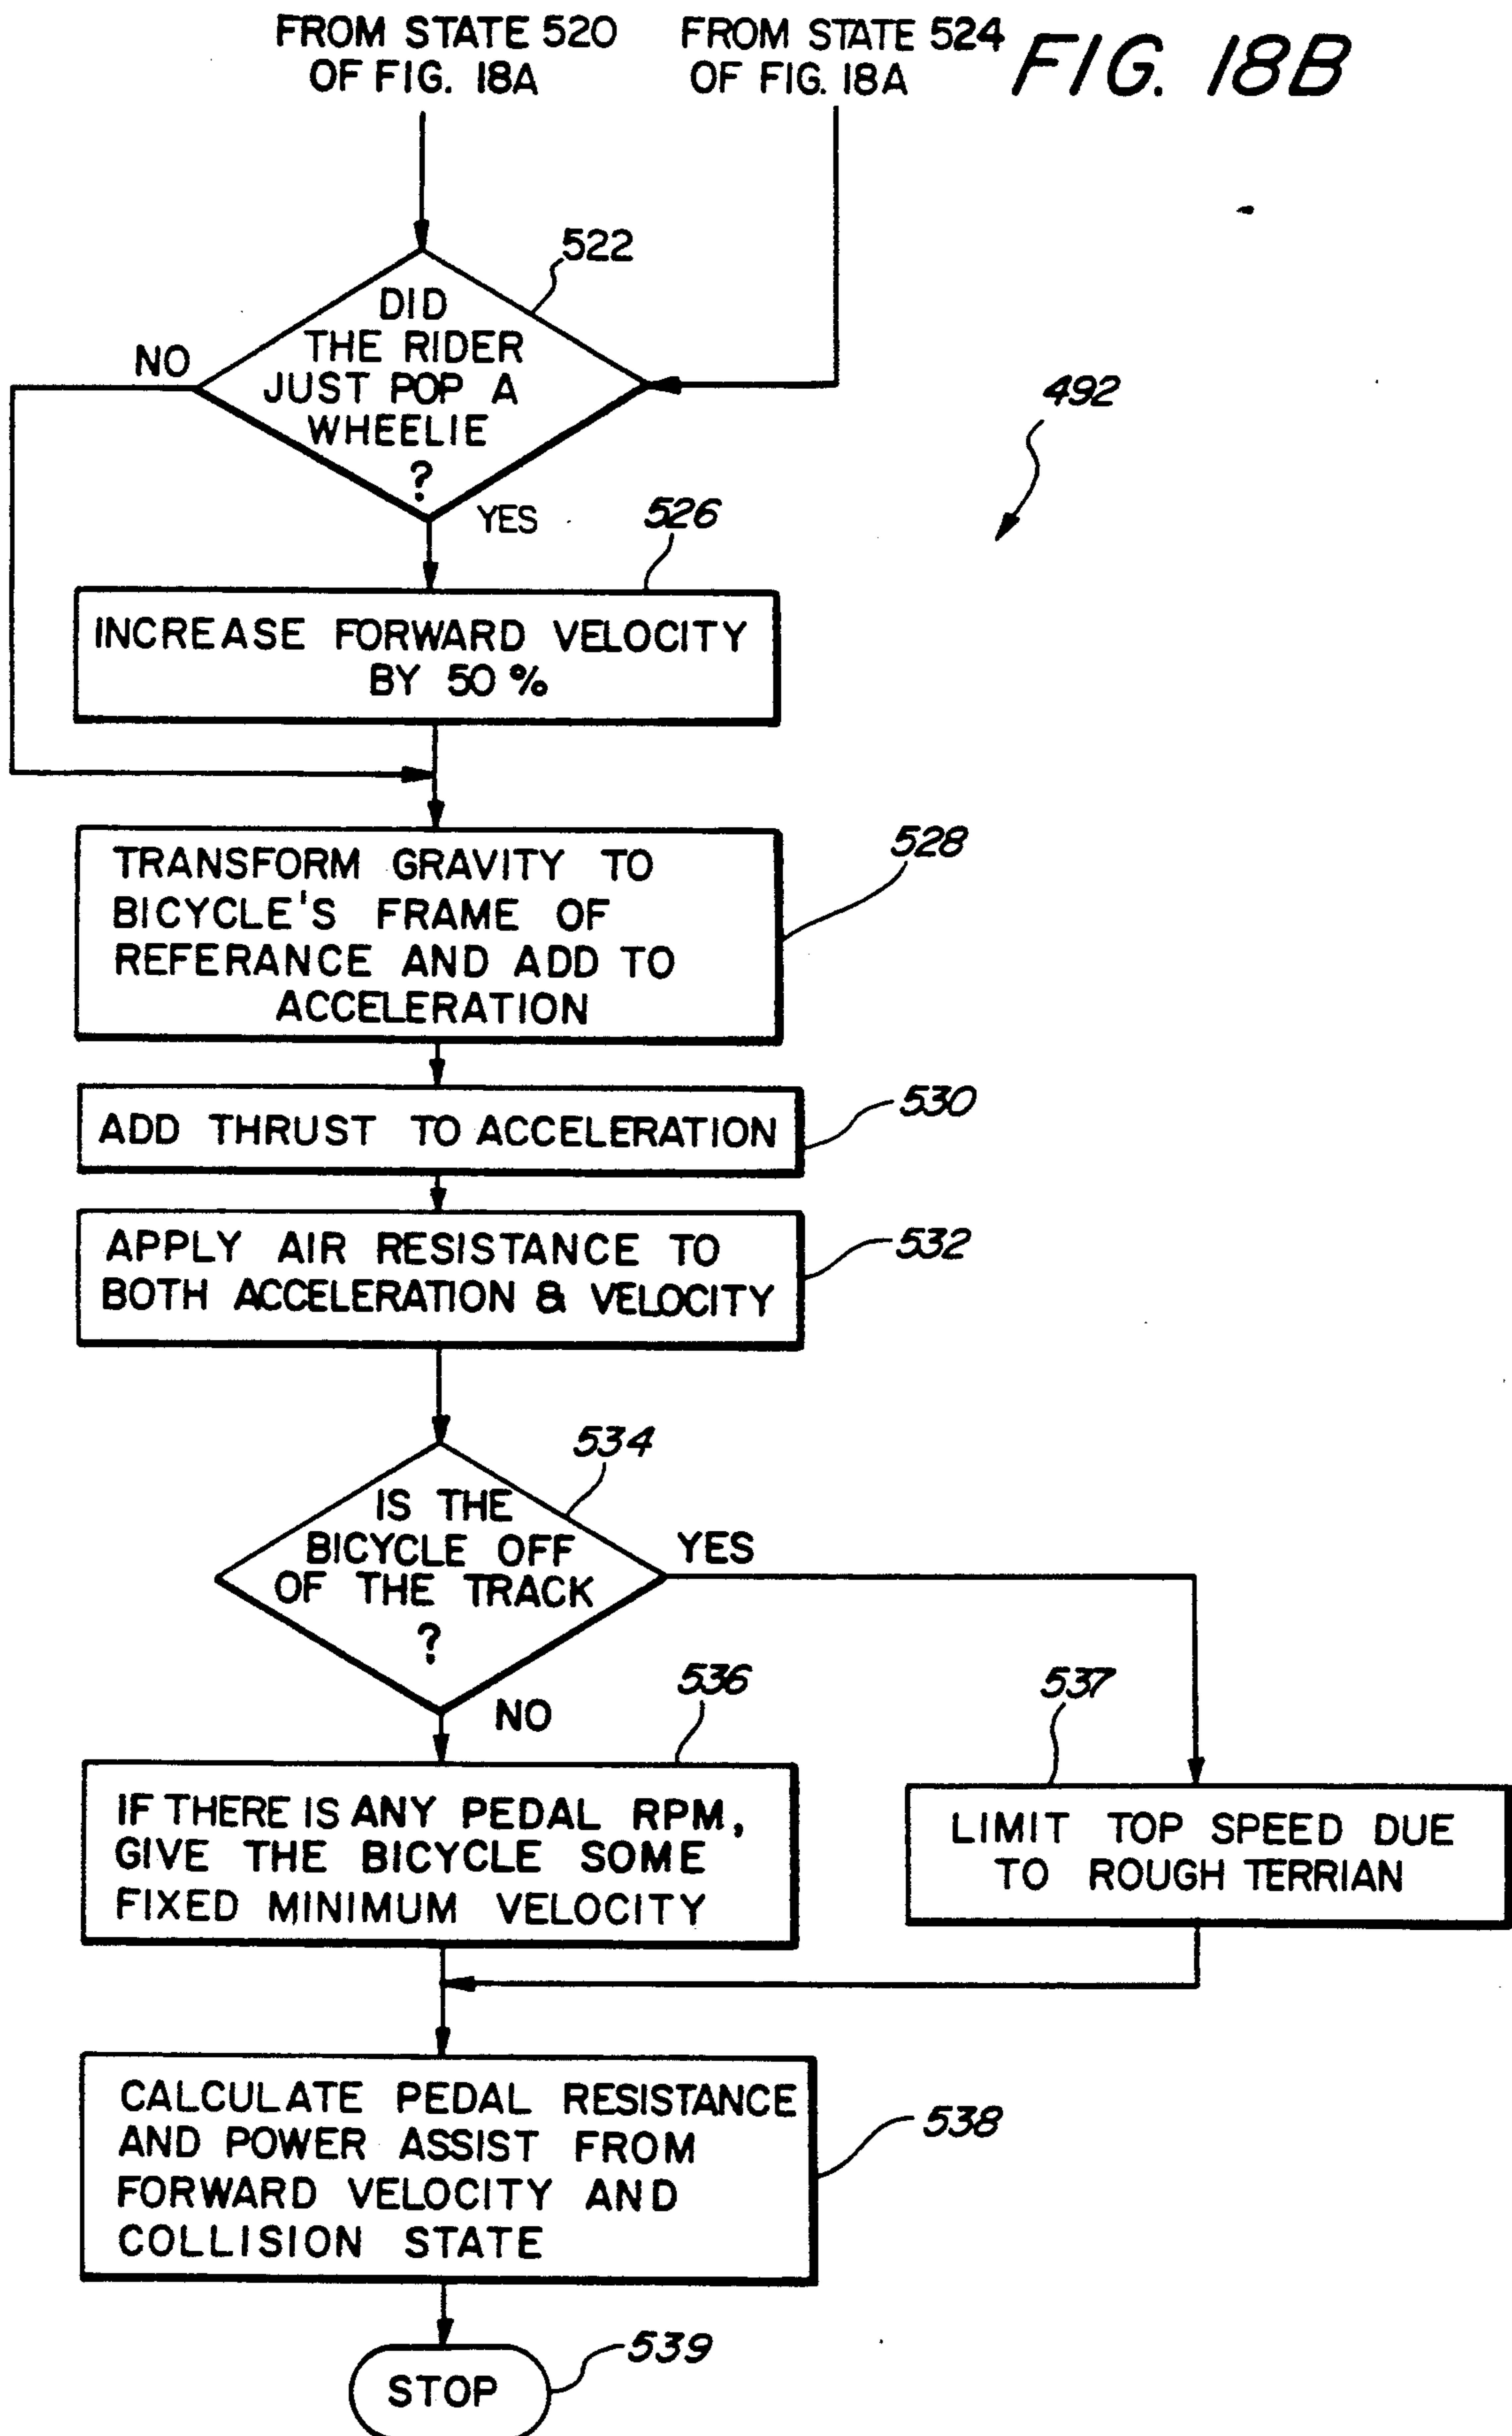 FROM STATE 520
OF FIG. 18A
FROM STATE 524
OF FIG. 18A
FIG. 18B
522
DID
THE RIDER
JUST POP A
WHEELIE
?
NO
YES
492
526
INCREASE FORWARD VELOCITY
BY 50 %
528
TRANSFORM GRAVITY TO
BICYCLE'S FRAME OF
REFERANCE AND ADD TO
ACCELERATION
530
ADD THRUST TO ACCELERATION
532
APPLY AIR RESISTANCE TO
BOTH ACCELERATION & VELOCITY
534
IS THE
BICYCLE OFF
OF THE TRACK
?
YES
NO
536
IF THERE IS ANY PEDAL RPM,
GIVE THE BICYCLE SOME
FIXED MINIMUM VELOCITY
537
LIMIT TOP SPEED DUE
TO ROUGH TERRIAN
538
CALCULATE PEDAL RESISTANCE
AND POWER ASSIST FROM
FORWARD VELOCITY AND
COLLISION STATE
539
STOP